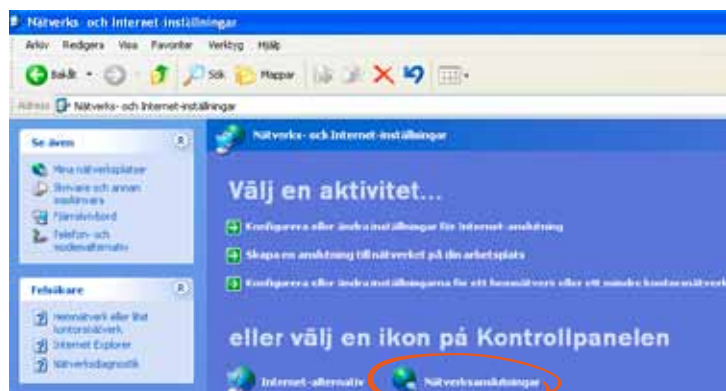 Nätverks- och Internet-inställningar
Arkiv Redigera Visa Favoriter Verktyg Hjälp
Bakåt Sök Mappar
Adress Nätverks- och Internet-inställningar
Se även
Mina nätverksplatser
Skrivare och annan
maskinvara
Fjärrskrivbord
Telefon- och
modemalternativ
Felsökare
Hemnätverk eller litet
kontorsnätverk
Internet Explorer
Nätverksdiagnostik
Nätverks- och Internet-inställningar
Välj en aktivitet...
Konfigurera eller ändra inställningar för Internet-anslutning
Skapa en anslutning till nätverket på din arbetsplats
Konfigurera eller ändra inställningarna för ett hemnätverk eller ett mindre kontorsnätverk
eller välj en ikon på Kontrollpanelen
Internet-alternativ Nätverksanslutningar